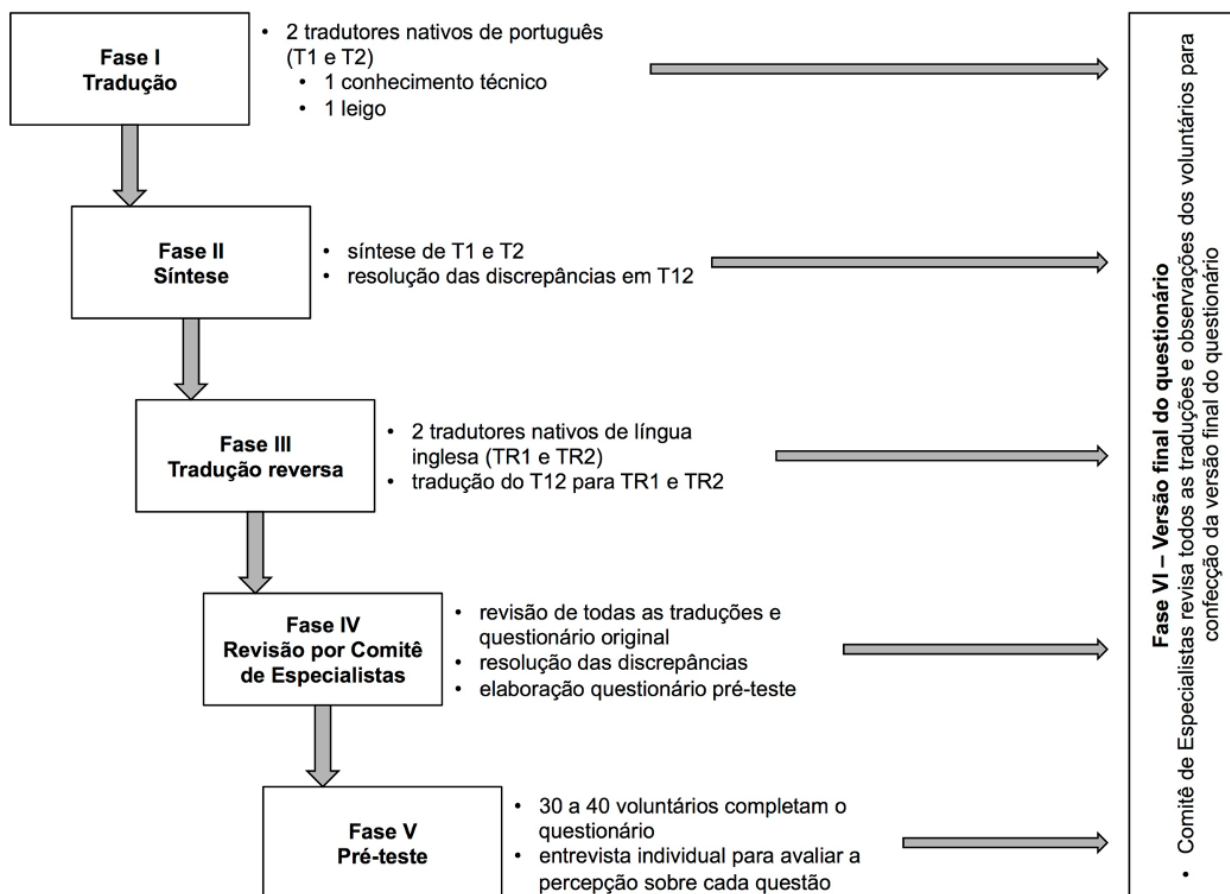 Fase I
Tradução
• 2 tradutores nativos de português
(T1 e T2)
• 1 conhecimento técnico
• 1 leigo
Fase II
Síntese
• síntese de T1 e T2
• resolução das discrepâncias em T12
Fase III
Tradução reversa
• 2 tradutores nativos de língua
inglesa (TR1 e TR2)
• tradução do T12 para TR1 e TR2
Fase IV
Revisão por Comitê
de Especialistas
• revisão de todas as traduções e
questionário original
• resolução das discrepâncias
• elaboração questionário pré-teste
Fase V
Pré-teste
• 30 a 40 voluntários completam o
questionário
• entrevista individual para avaliar a
percepção sobre cada questão
Fase VI – Versão final do questionário
• Comitê de Especialistas revisa todos as traduções e observações dos voluntários para
confecção da versão final do questionário